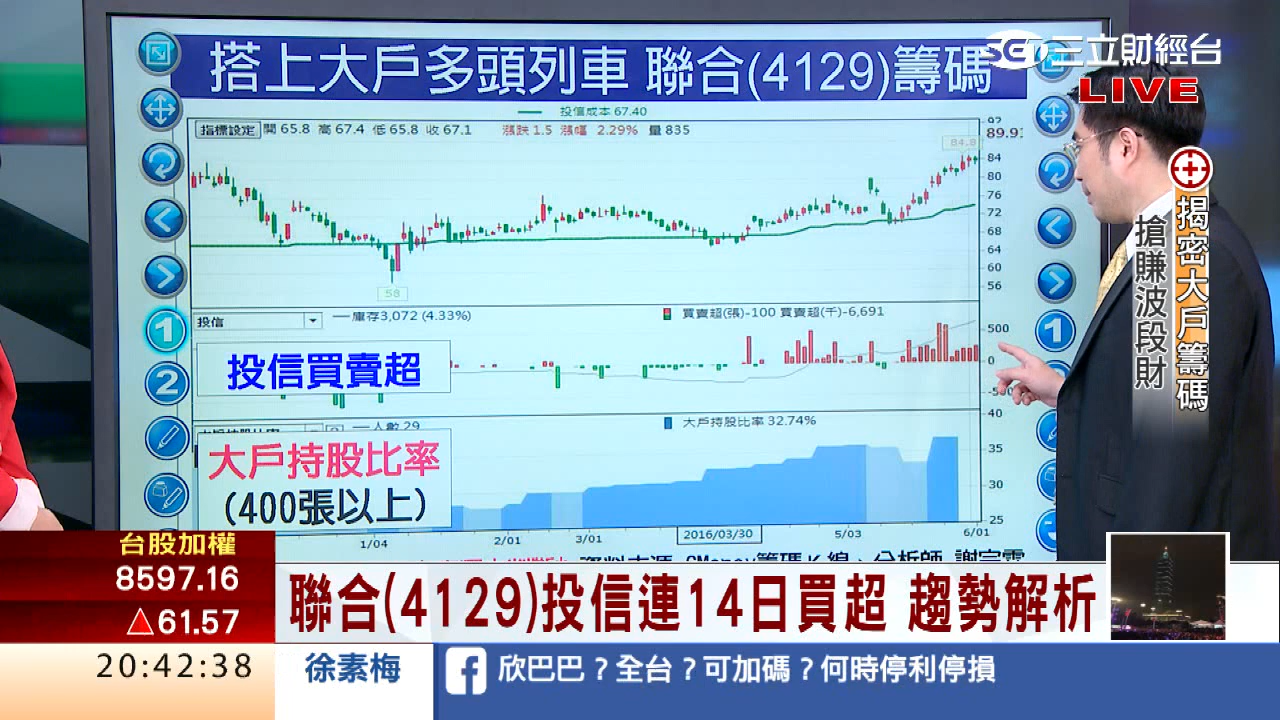 搭上大戶多頭列車 聯合(4129)籌碼
三立財經台
LIVE
投信成本 67.40
指標設定 開 65.8 高 67.4 低 65.8 收 67.1 漲跌 1.5 漲幅 2.29% 量 835
92
89.91
84.8
84
80
76
72
68
64
60
56
58
投信 庫存3,072 (4.33%) 買賣超(張)-100 買賣超(千)-6,691
500
0
投信買賣超
人數 29 大戶持股比率 32.74%
40
35
30
25
大戶持股比率
(400張以上)
1/04 2/01 3/01 2016/03/30 5/03 6/01
揭密大戶籌碼
搶賺波段財
台股加權
8597.16
△61.57
聯合(4129)投信連14日買超 趨勢解析
20:42:38
徐素梅
欣巴巴？全台？可加碼？何時停利停損